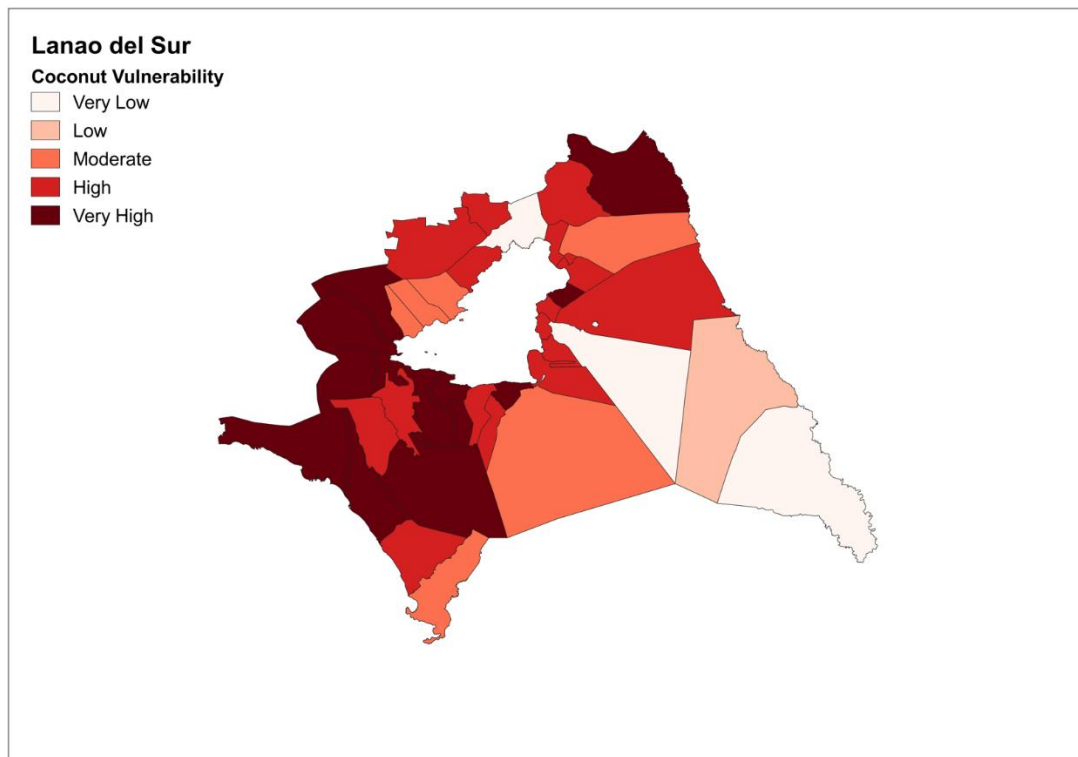 Lanao del Sur
Coconut Vulnerability
Very Low
Low
Moderate
High
Very High